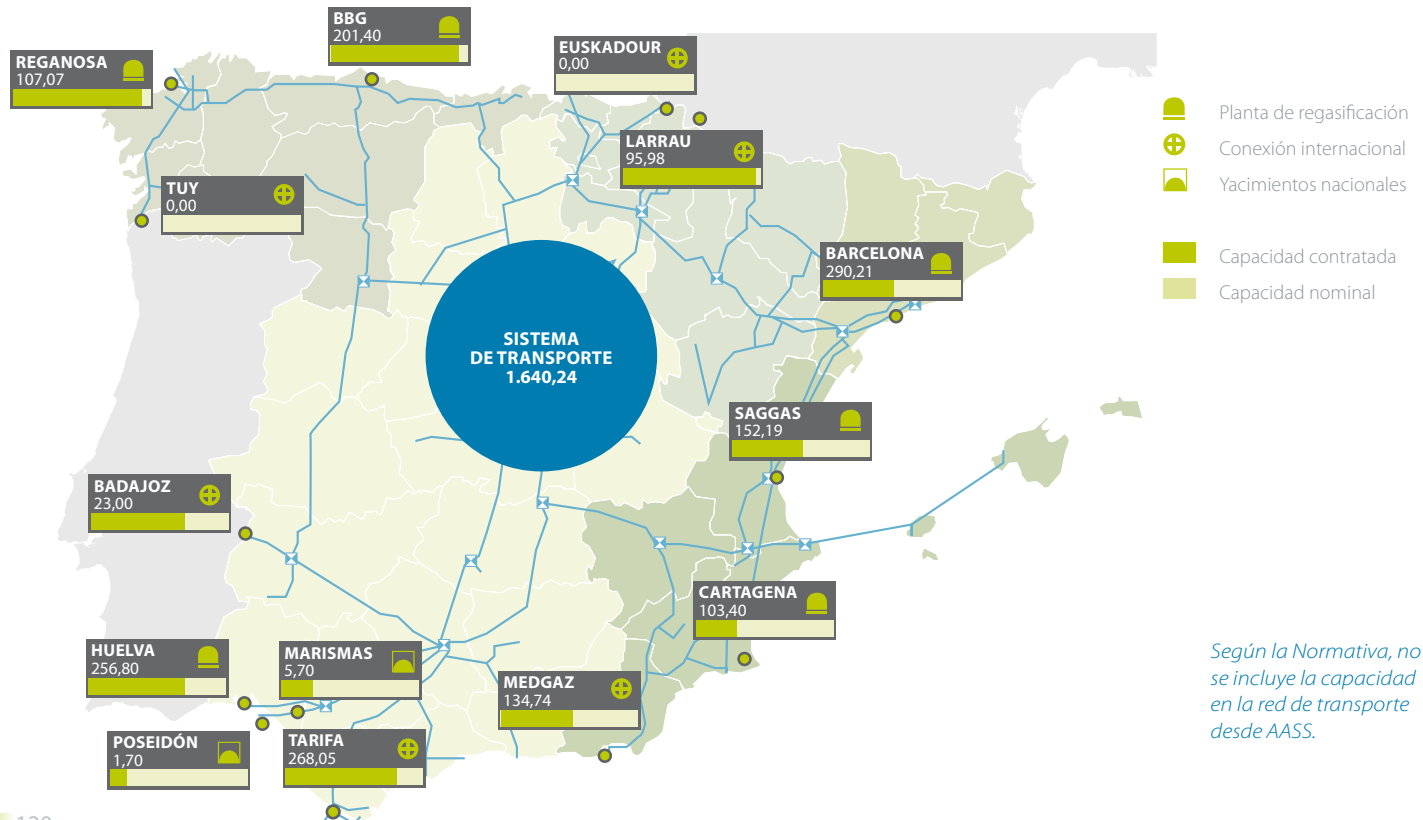 BBG
201,40
EUSKADOUR
0,00
REGANOSA
107,07
LARRAU
95,98
TUY
0,00
BARCELONA
290,21
SISTEMA
DE TRANSPORTE
1.640,24
SAGGAS
152,19
BADAJOZ
23,00
CARTAGENA
103,40
HUELVA
256,80
MARISMAS
5,70
MEDGAZ
134,74
POSEIDÓN
1,70
TARIFA
268,05
Planta de regasificación
Conexión internacional
Yacimientos nacionales
Capacidad contratada
Capacidad nominal
Según la Normativa, no
se incluye la capacidad
en la red de transporte
desde AASS.